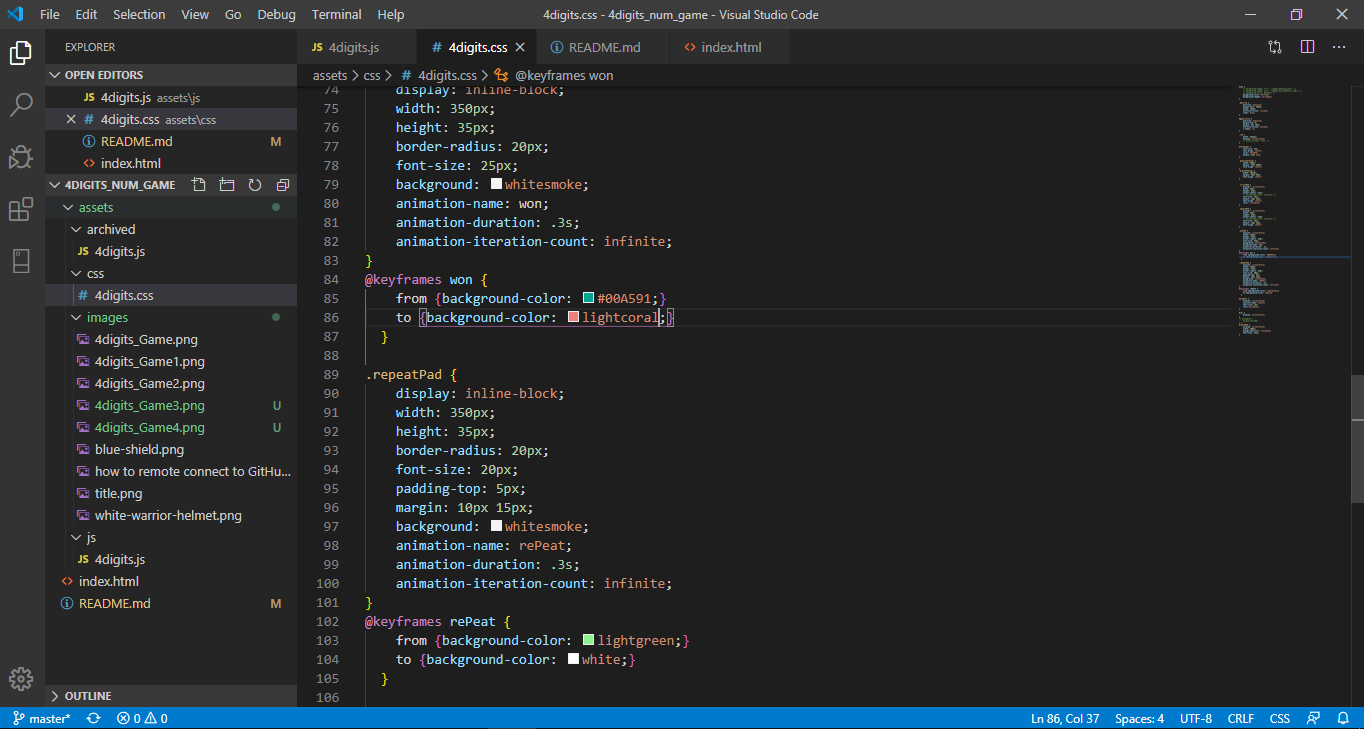 File Edit Selection View Go Debug Terminal Help 4digits.css - 4digits_num_game - Visual Studio Code
EXPLORER
OPEN EDITORS
JS 4digits.js assets\js
# 4digits.css assets\css
README.md M
index.html
4DIGITS_NUM_GAME
assets
archived
JS 4digits.js
css
# 4digits.css
images
4digits_Game.png
4digits_Game1.png
4digits_Game2.png
4digits_Game3.png U
4digits_Game4.png U
blue-shield.png
how to remote connect to GitHu...
title.png
white-warrior-helmet.png
js
JS 4digits.js
index.html
README.md M
OUTLINE
JS 4digits.js # 4digits.css README.md index.html
assets > css > # 4digits.css > @keyframes won
74 display: inline-block;
75 width: 350px;
76 height: 35px;
77 border-radius: 20px;
78 font-size: 25px;
79 background: whitesmoke;
80 animation-name: won;
81 animation-duration: .3s;
82 animation-iteration-count: infinite;
83 }
84 @keyframes won {
85 from {background-color: #00A591;}
86 to {background-color: lightcoral;}
87 }
88
89 .repeatPad {
90 display: inline-block;
91 width: 350px;
92 height: 35px;
93 border-radius: 20px;
94 font-size: 20px;
95 padding-top: 5px;
96 margin: 10px 15px;
97 background: whitesmoke;
98 animation-name: rePeat;
99 animation-duration: .3s;
100 animation-iteration-count: infinite;
101 }
102 @keyframes rePeat {
103 from {background-color: lightgreen;}
104 to {background-color: white;}
105 }
106
master* 0 0 Ln 86, Col 37 Spaces: 4 UTF-8 CRLF CSS